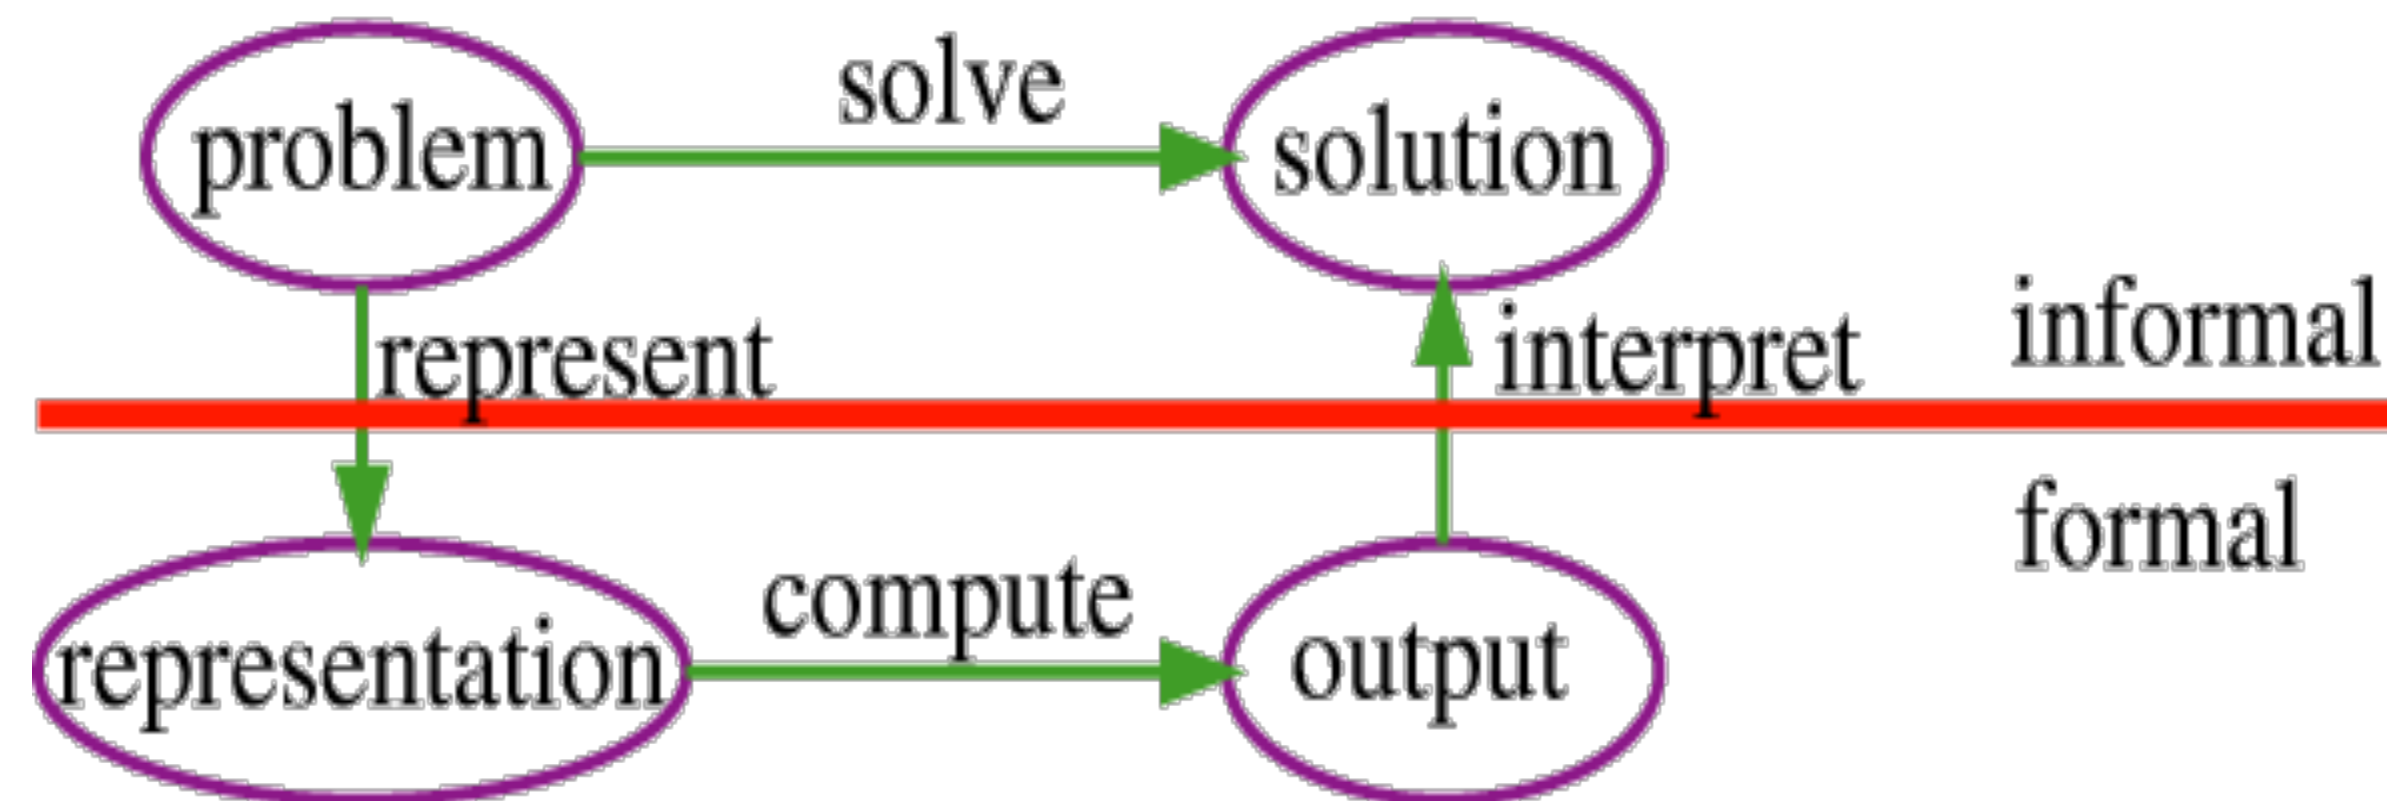 solve
problem
solution
represent
interpret
informal
formal
compute
representation
output